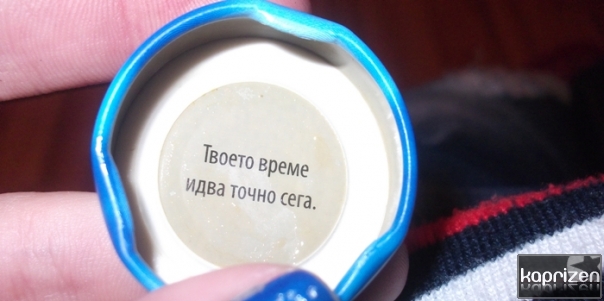 Твоето време
идва точно сега.
kaprizen